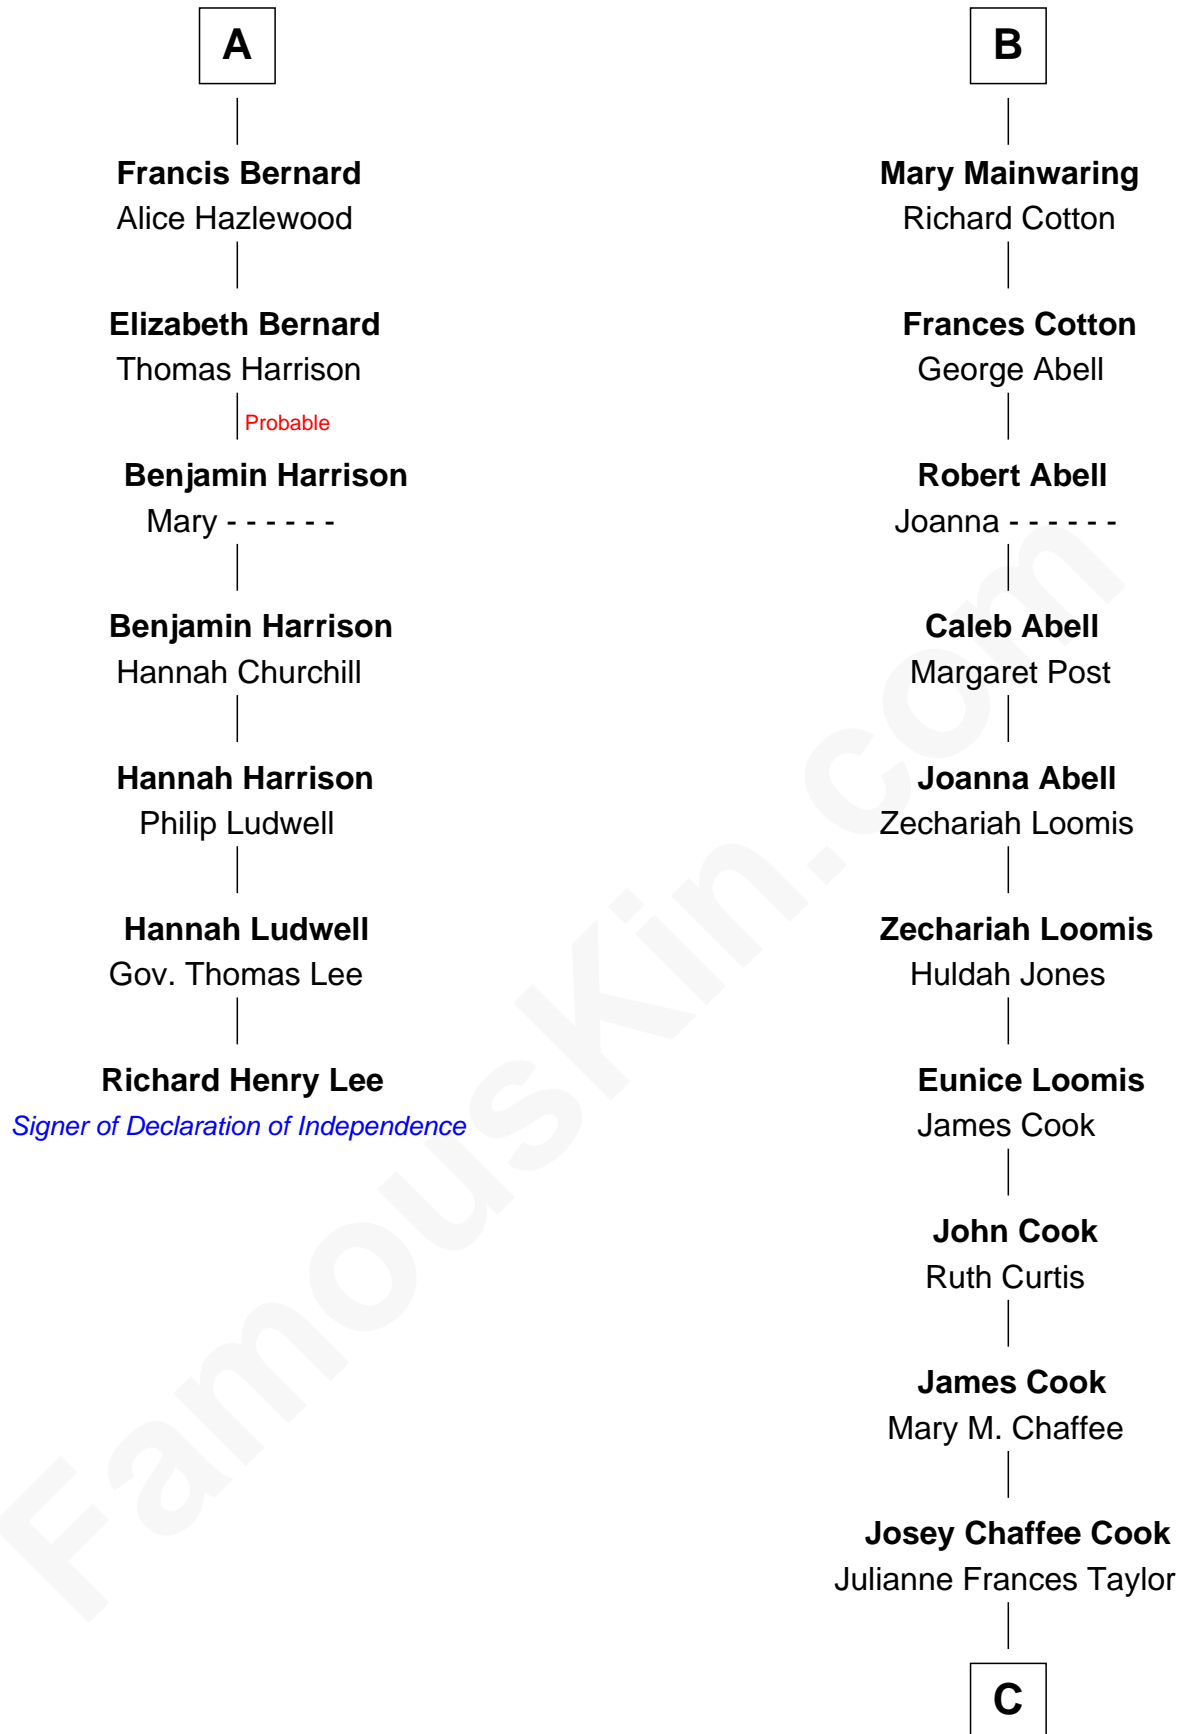 A
Francis Bernard
Alice Hazlewood
Elizabeth Bernard
Thomas Harrison
Probable
Benjamin Harrison
Mary - - - - - -
Benjamin Harrison
Hannah Churchill
Hannah Harrison
Philip Ludwell
Hannah Ludwell
Gov. Thomas Lee
Richard Henry Lee
Signer of Declaration of Independence
B
Mary Mainwaring
Richard Cotton
Frances Cotton
George Abell
Robert Abell
Joanna - - - - - -
Caleb Abell
Margaret Post
Joanna Abell
Zechariah Loomis
Zechariah Loomis
Huldah Jones
Eunice Loomis
James Cook
John Cook
Ruth Curtis
James Cook
Mary M. Chaffee
Josey Chaffee Cook
Julianne Frances Taylor
C
FamousKin.com